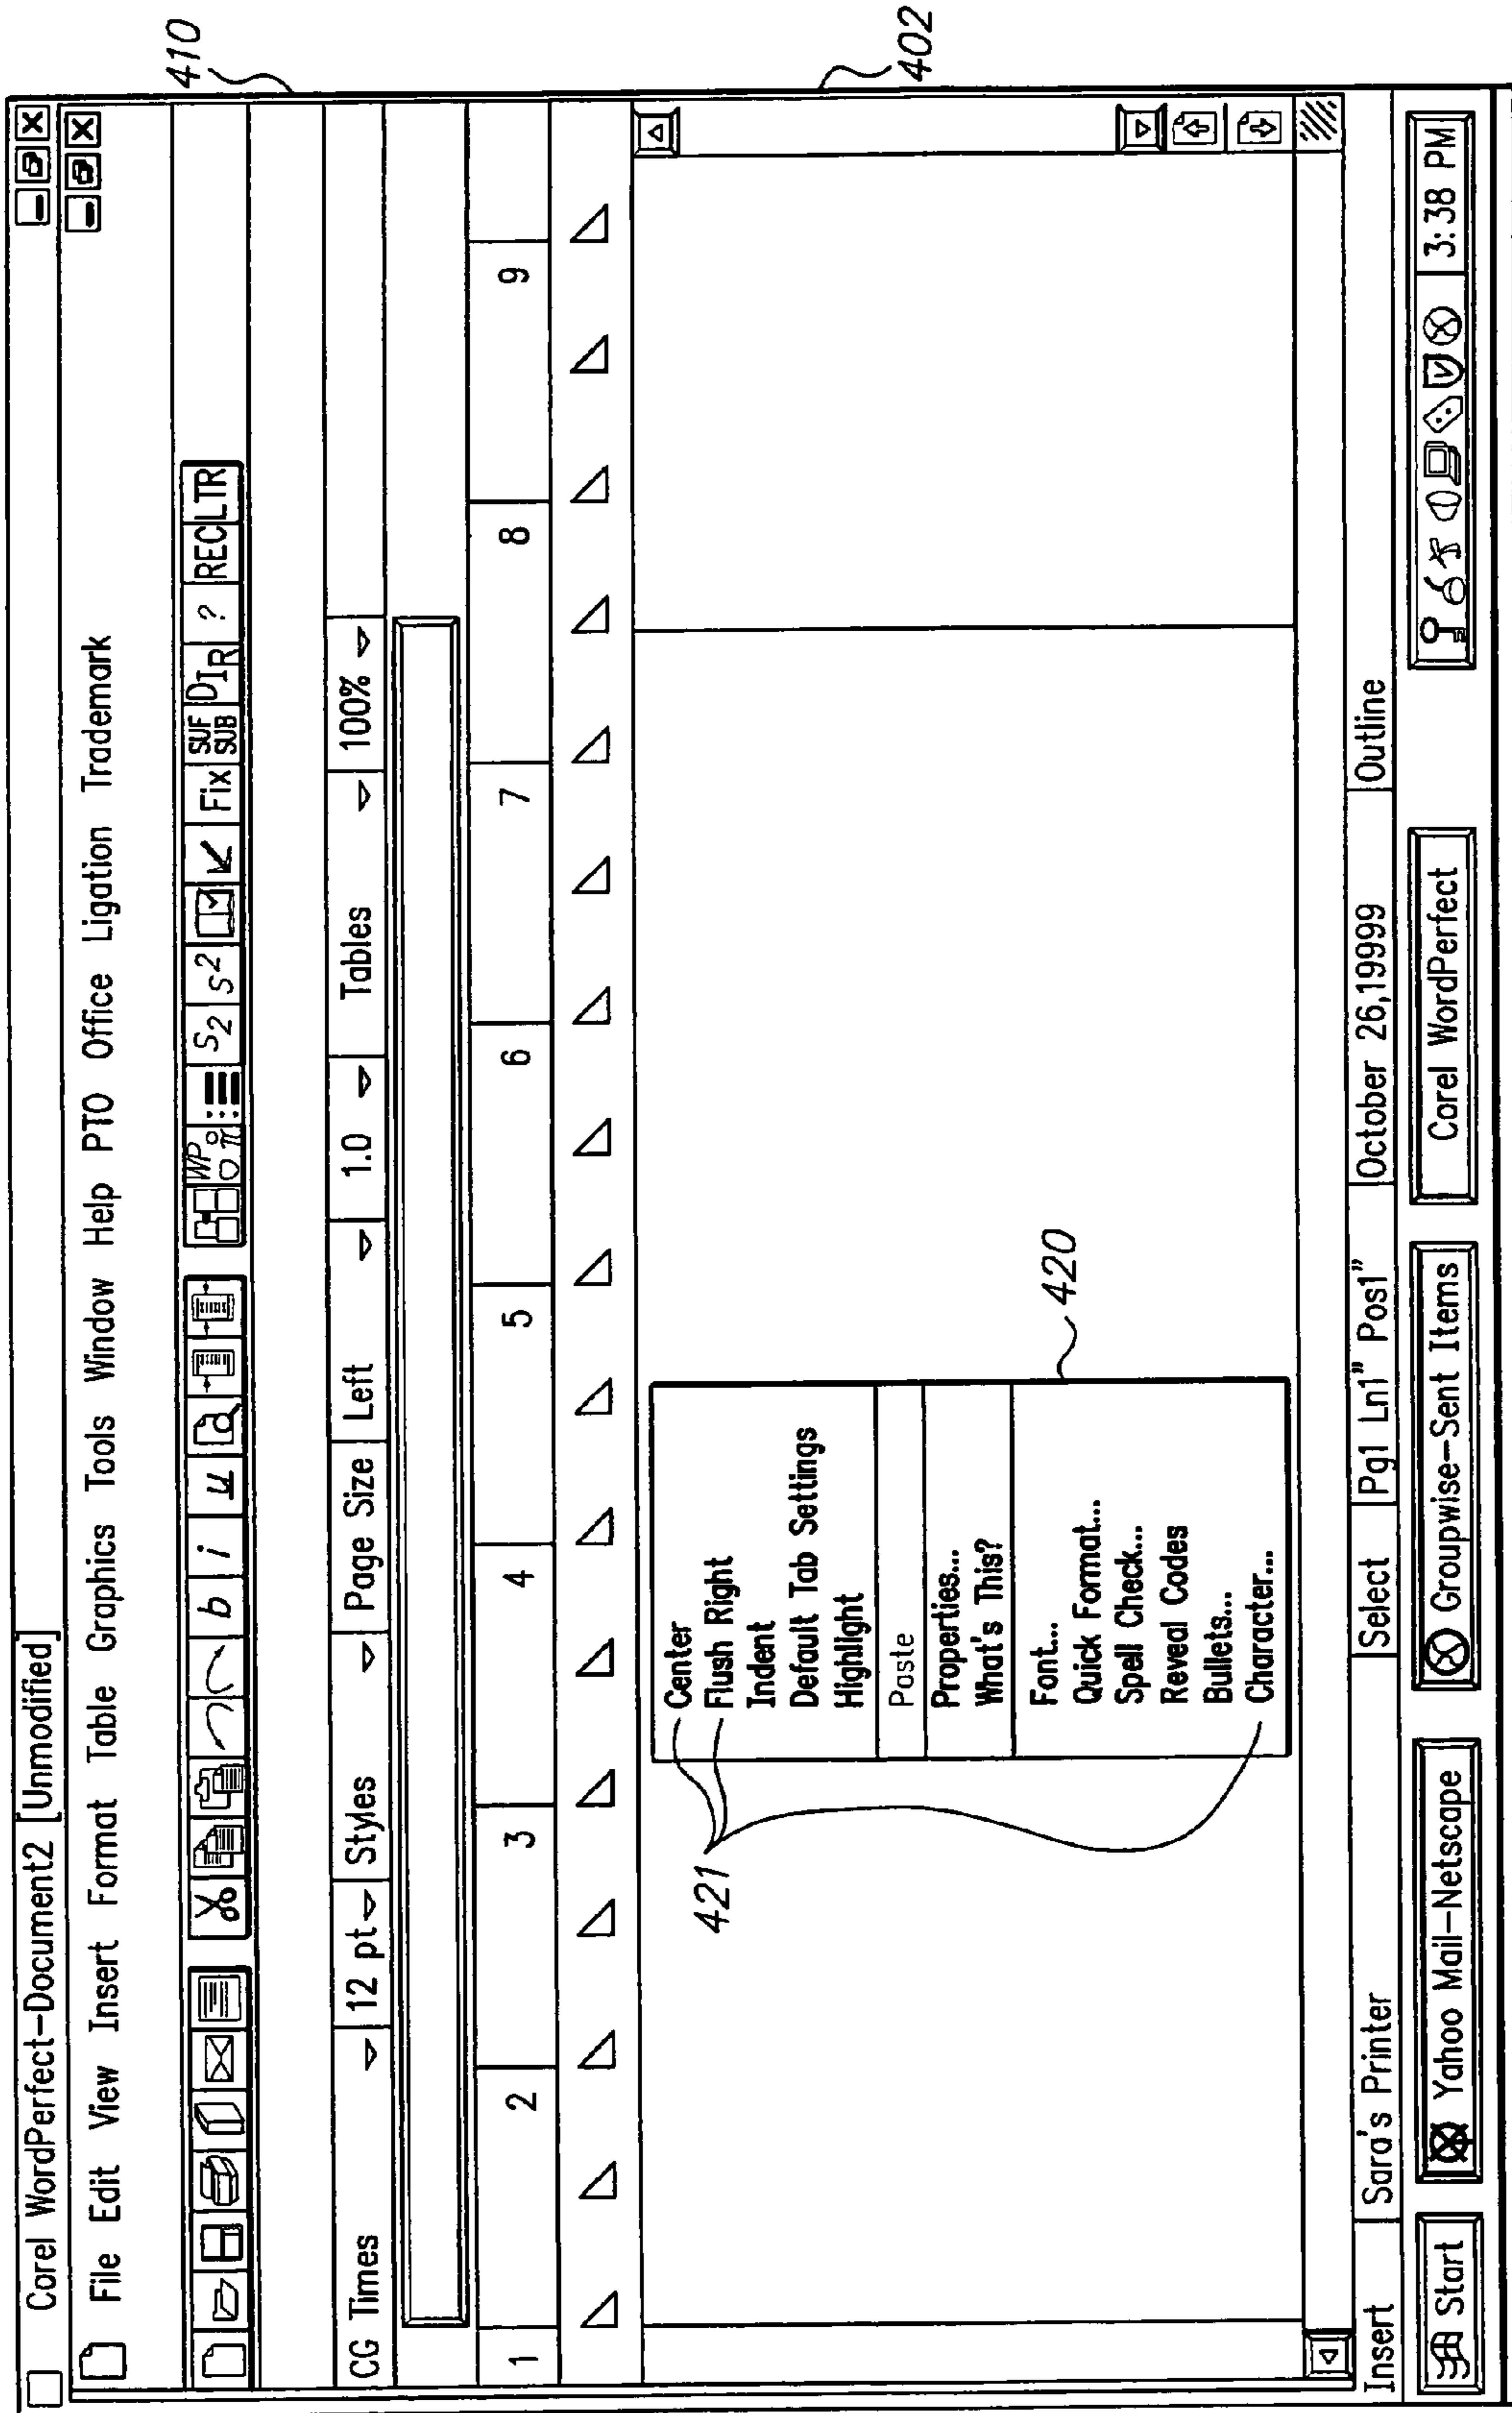 Corel WordPerfect-Document2 [Unmodified]
File Edit View Insert Format Table Graphics Tools Window Help PTO Office Ligation Trademark
b i u WP S2 S2 Fix SUF SUB DIR ? REC LTR
410
CG Times 12 pt Styles Page Size Left 1.0 Tables 100%
1 2 3 4 5 6 7 8 9
Center
Flush Right
Indent
Default Tab Settings
Highlight
Paste
Properties...
What's This?
Font...
Quick Format...
Spell Check...
Reveal Codes
Bullets...
Character...
421
420
402
Insert Sara's Printer Select Pg1 Ln1" Pos1" October 26,19999 Outline
Start Yahoo Mail-Netscape Groupwise-Sent Items Corel WordPerfect V 3:38 PM